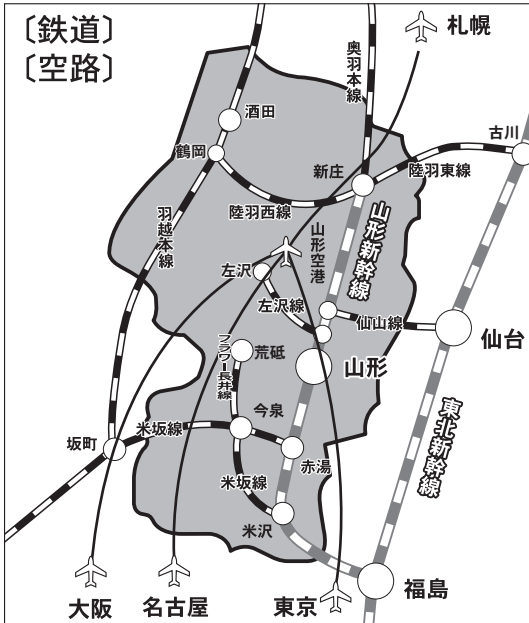 〔鉄道〕
〔空路〕
札幌
奥羽本線
酒田
古川
鶴岡
新庄
陸羽東線
陸羽西線
羽越本線
山形新幹線
山形空港
左沢
左沢線
仙山線
仙台
フラワー長井線
荒砥
山形
今泉
東北新幹線
坂町
米坂線
赤湯
米坂線
米沢
福島
大阪
名古屋
東京